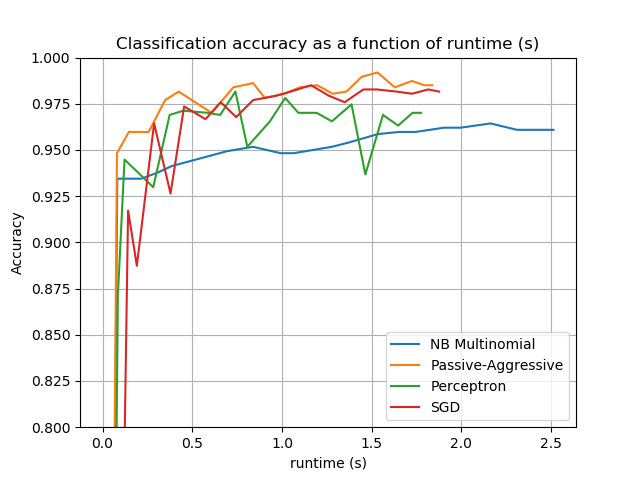 Classification accuracy as a function of runtime (s)
1.000
0.975
0.950
0.925
0.900
0.875
0.850
0.825
0.800
Accuracy
0.0 0.5 1.0 1.5 2.0 2.5
runtime (s)
NB Multinomial
Passive-Aggressive
Perceptron
SGD